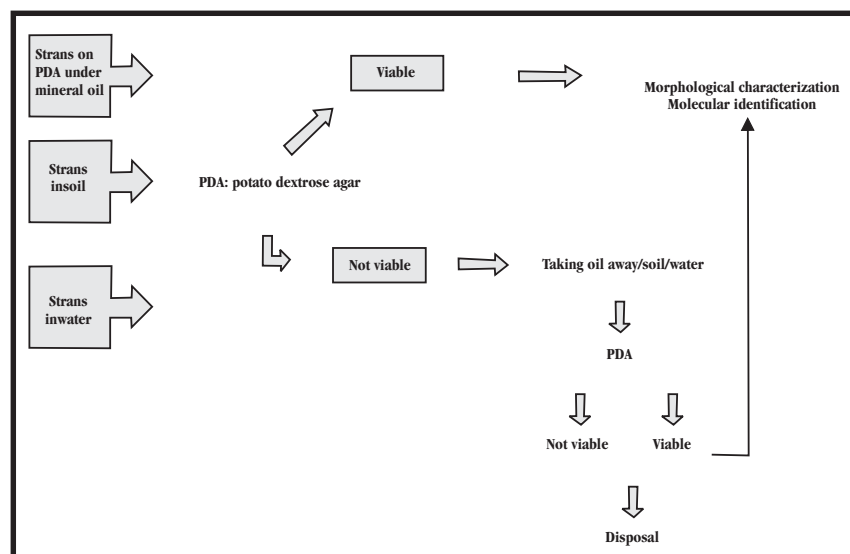 Strans on
PDA under
mineral oil
Viable
Morphological characterization
Molecular identification
Strans
insoil
PDA: potato dextrose agar
Not viable
Taking oil away/soil/water
Strans
inwater
PDA
Not viable
Viable
Disposal